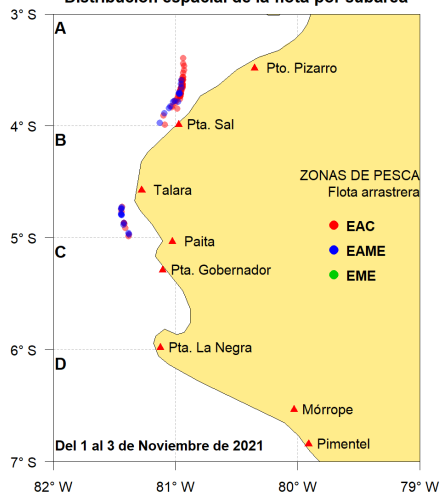 Distribución espacial de la flota por subárea
3° S
A
Pto. Pizarro
4° S
Pta. Sal
B
ZONAS DE PESCA
Flota arrastrera
Talara
EAC
5° S
Paita
EAME
C
Pta. Gobernador
EME
6° S
Pta. La Negra
D
Mórrope
Del 1 al 3 de Noviembre de 2021
Pimentel
7° S
82° W
81° W
80° W
79° W